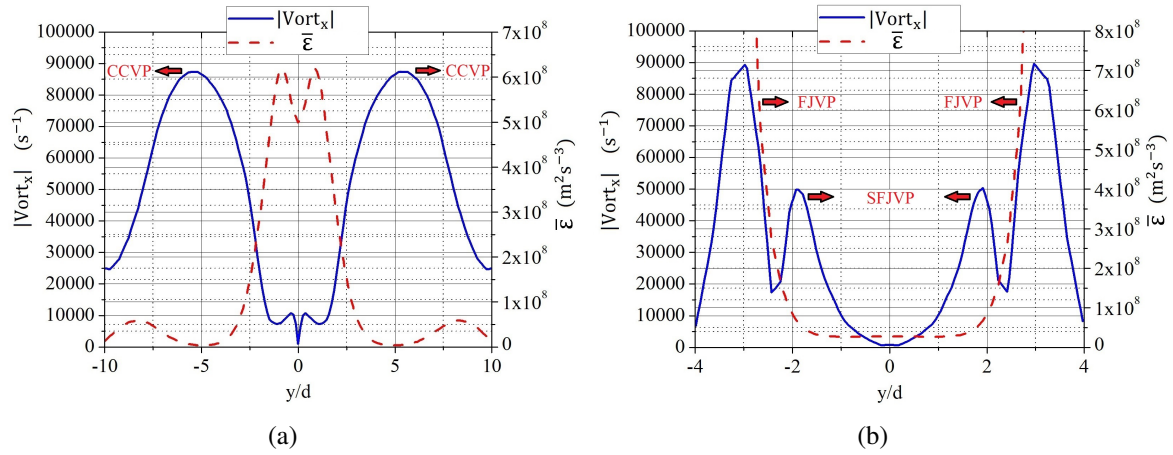 |Vortₓ|
ε̅
100000
90000
80000
70000
60000
50000
40000
30000
20000
10000
0
|Vortₓ| (s⁻¹)
CCVP
CCVP
7x10⁸
6x10⁸
5x10⁸
4x10⁸
3x10⁸
2x10⁸
1x10⁸
0
ε̅ (m²s⁻³)
-10 -5 0 5 10
y/d
(a)
|Vortₓ|
ε̅
100000
90000
80000
70000
60000
50000
40000
30000
20000
10000
0
|Vortₓ| (s⁻¹)
FJVP FJVP
SFJVP
8x10⁸
7x10⁸
6x10⁸
5x10⁸
4x10⁸
3x10⁸
2x10⁸
1x10⁸
0
ε̅ (m²s⁻³)
-4 -2 0 2 4
y/d
(b)